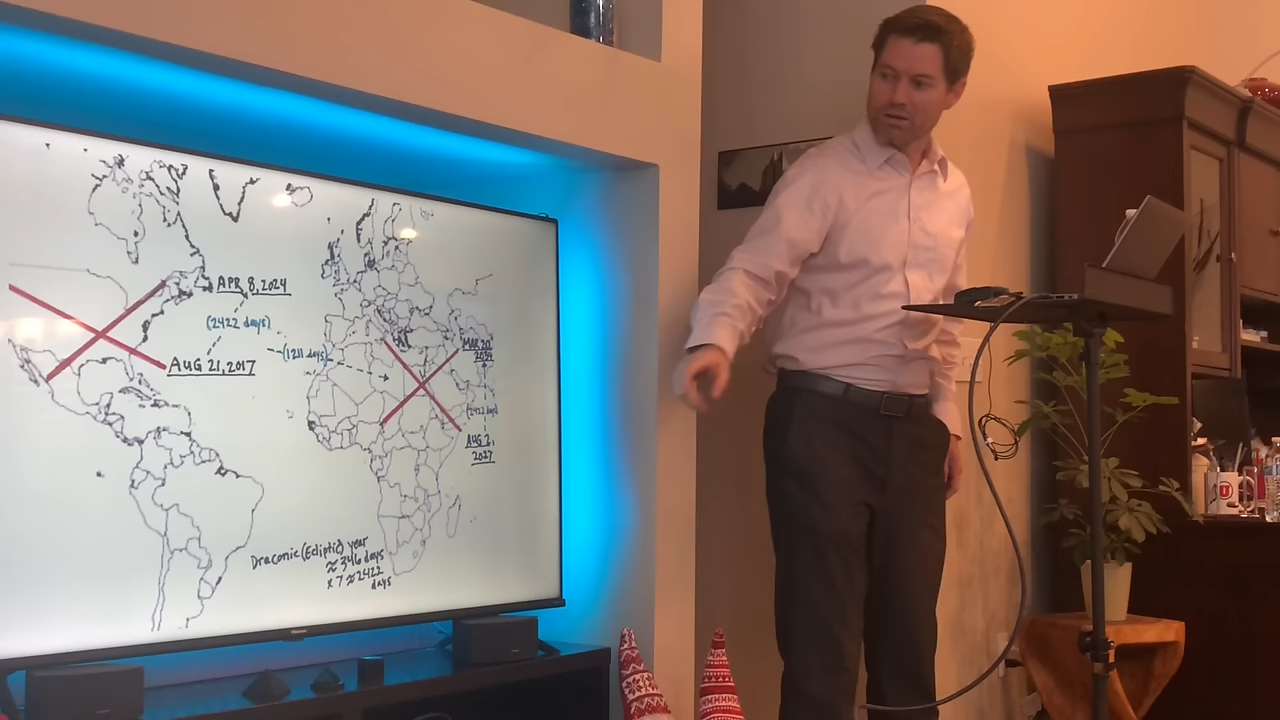 APR 8, 2024
(2422 days)
AUG 21, 2017
(1211 days)
MAR 20,
2034
(2422 days)
AUG 2,
2027
Draconic (Ecliptic) year
≈ 346 days
x 7 ≈ 2422
days
Hisense
U